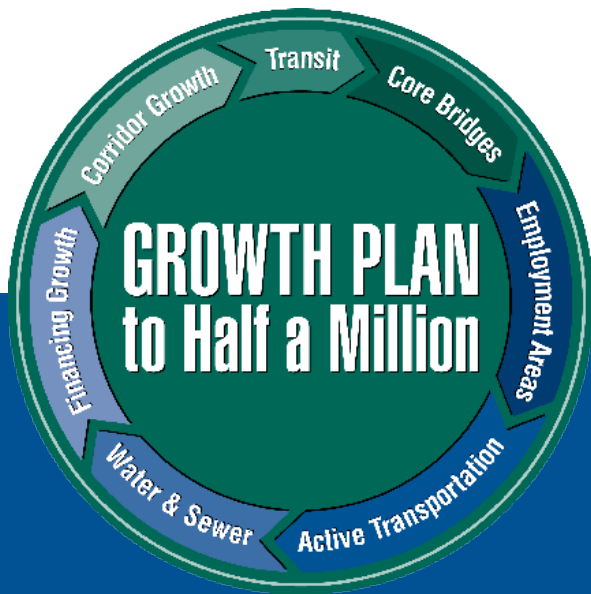 GROWTH PLAN
to Half a Million
Transit
Core Bridges
Employment Areas
Active Transportation
Water & Sewer
Financing Growth
Corridor Growth